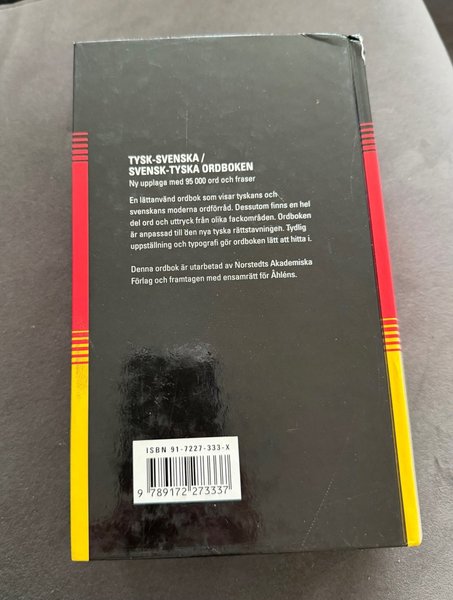 TYSK-SVENSKA /
SVENSK-TYSKA ORDBOKEN
Ny upplaga med 95 000 ord och fraser
En lättanvänd ordbok som visar tyskans och
svenskans moderna ordförråd. Dessutom finns en hel
del ord och uttryck från olika fackområden. Ordboken
är anpassad till den nya tyska rättstavningen. Tydlig
uppställning och typografi gör ordboken lätt att hitta i.
Denna ordbok är utarbetad av Norstedts Akademiska
Förlag och framtagen med ensamrätt för Åhléns.
ISBN 91-7227-333-X
9 789172 273337